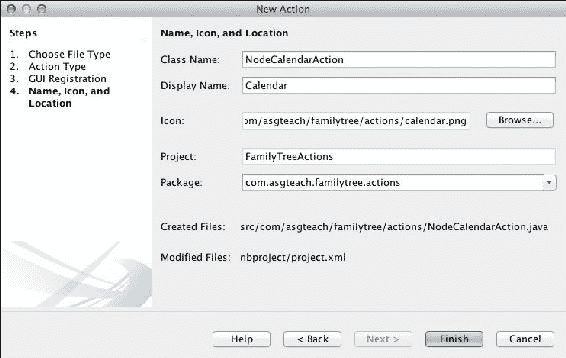 New Action
Steps
1. Choose File Type
2. Action Type
3. GUI Registration
4. Name, Icon, and
Location
Name, Icon, and Location
Class Name: NodeCalendarAction
Display Name: Calendar
Icon: om/asgteach/familytree/actions/calendar.png Browse...
Project: FamilyTreeActions
Package: com.asgteach.familytree.actions
Created Files: src/com/asgteach/familytree/actions/NodeCalendarAction.java
Modified Files: nbproject/project.xml
Help < Back Next > Finish Cancel